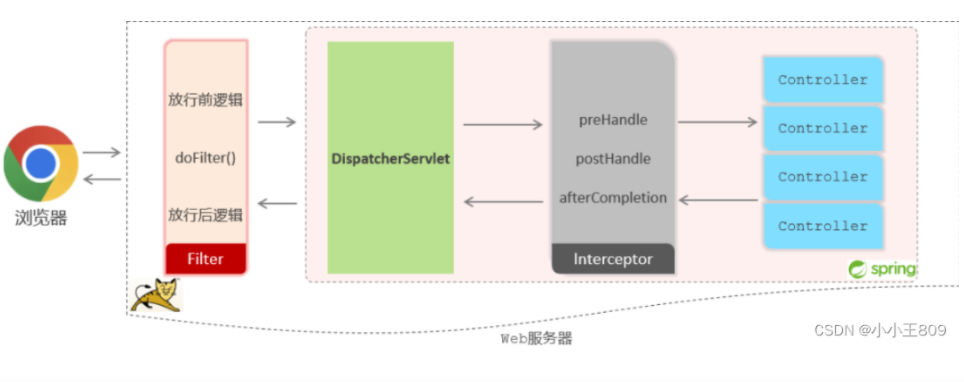 浏览器
放行前逻辑
doFilter()
放行后逻辑
Filter
DispatcherServlet
preHandle
postHandle
afterCompletion
Interceptor
Controller
Controller
Controller
Controller
spring
Web服务器
CSDN @小小王809